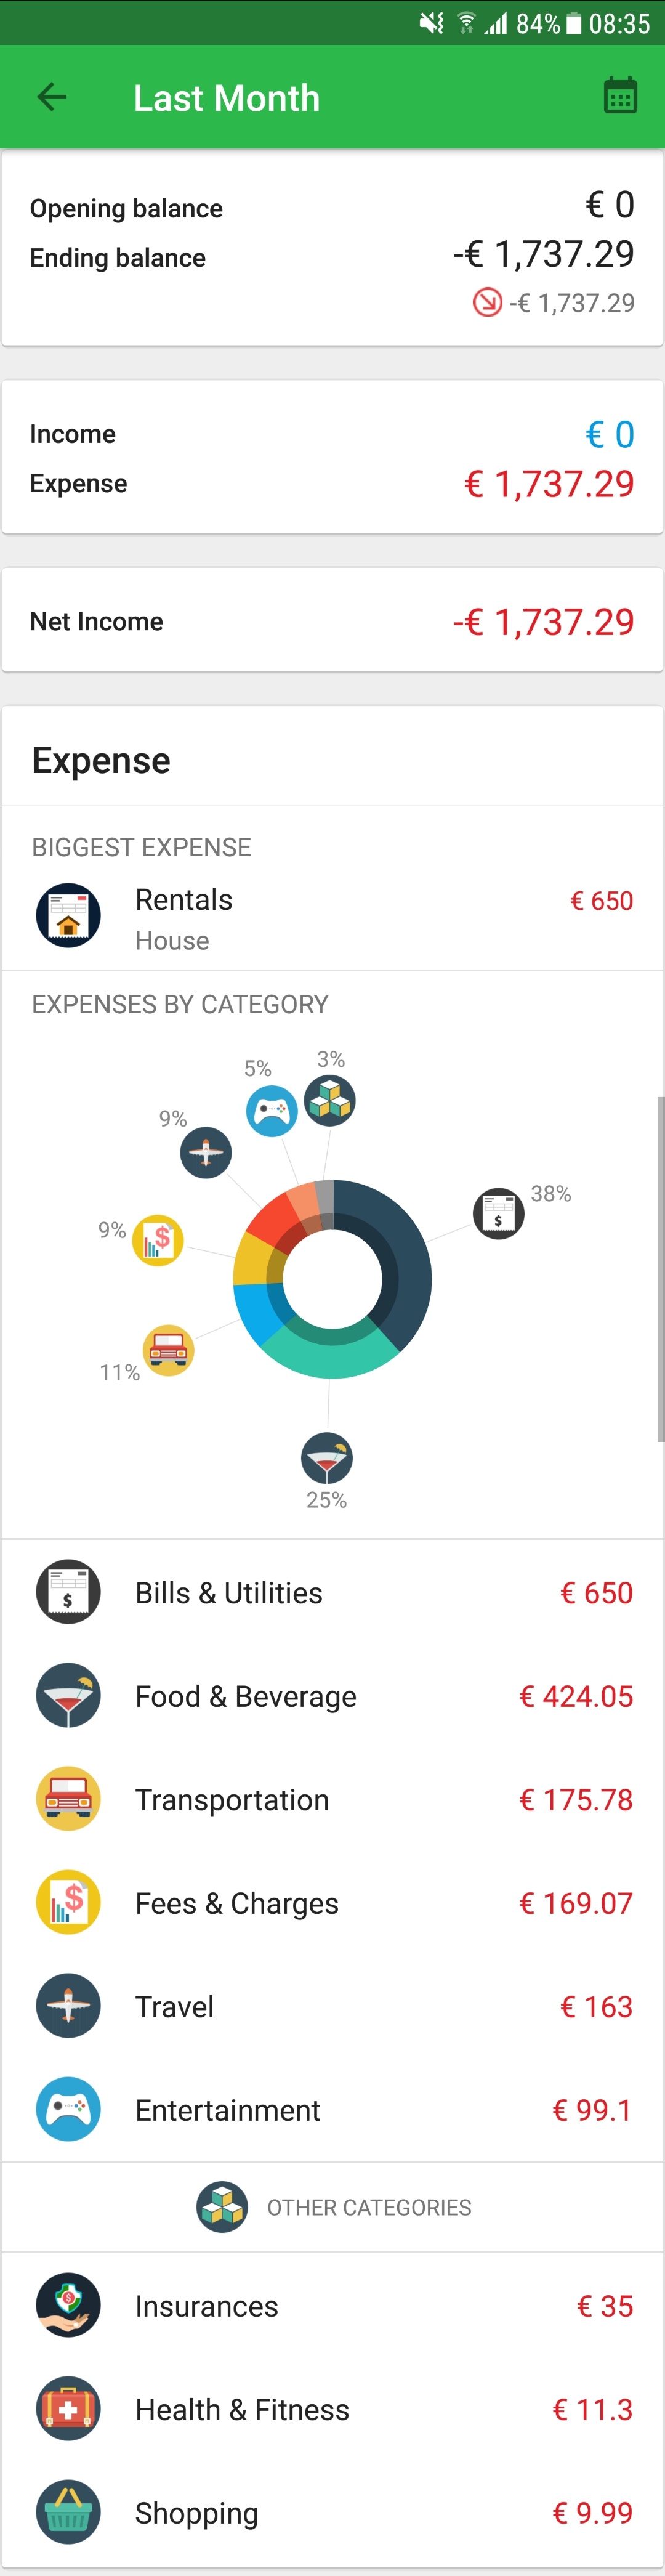 84% 08:35
Last Month
Opening balance € 0
Ending balance -€ 1,737.29
-€ 1,737.29
Income € 0
Expense € 1,737.29
Net Income -€ 1,737.29
Expense
BIGGEST EXPENSE
Rentals € 650
House
EXPENSES BY CATEGORY
5% 3%
9%
38%
9%
11%
25%
Bills & Utilities € 650
Food & Beverage € 424.05
Transportation € 175.78
Fees & Charges € 169.07
Travel € 163
Entertainment € 99.1
OTHER CATEGORIES
Insurances € 35
Health & Fitness € 11.3
Shopping € 9.99